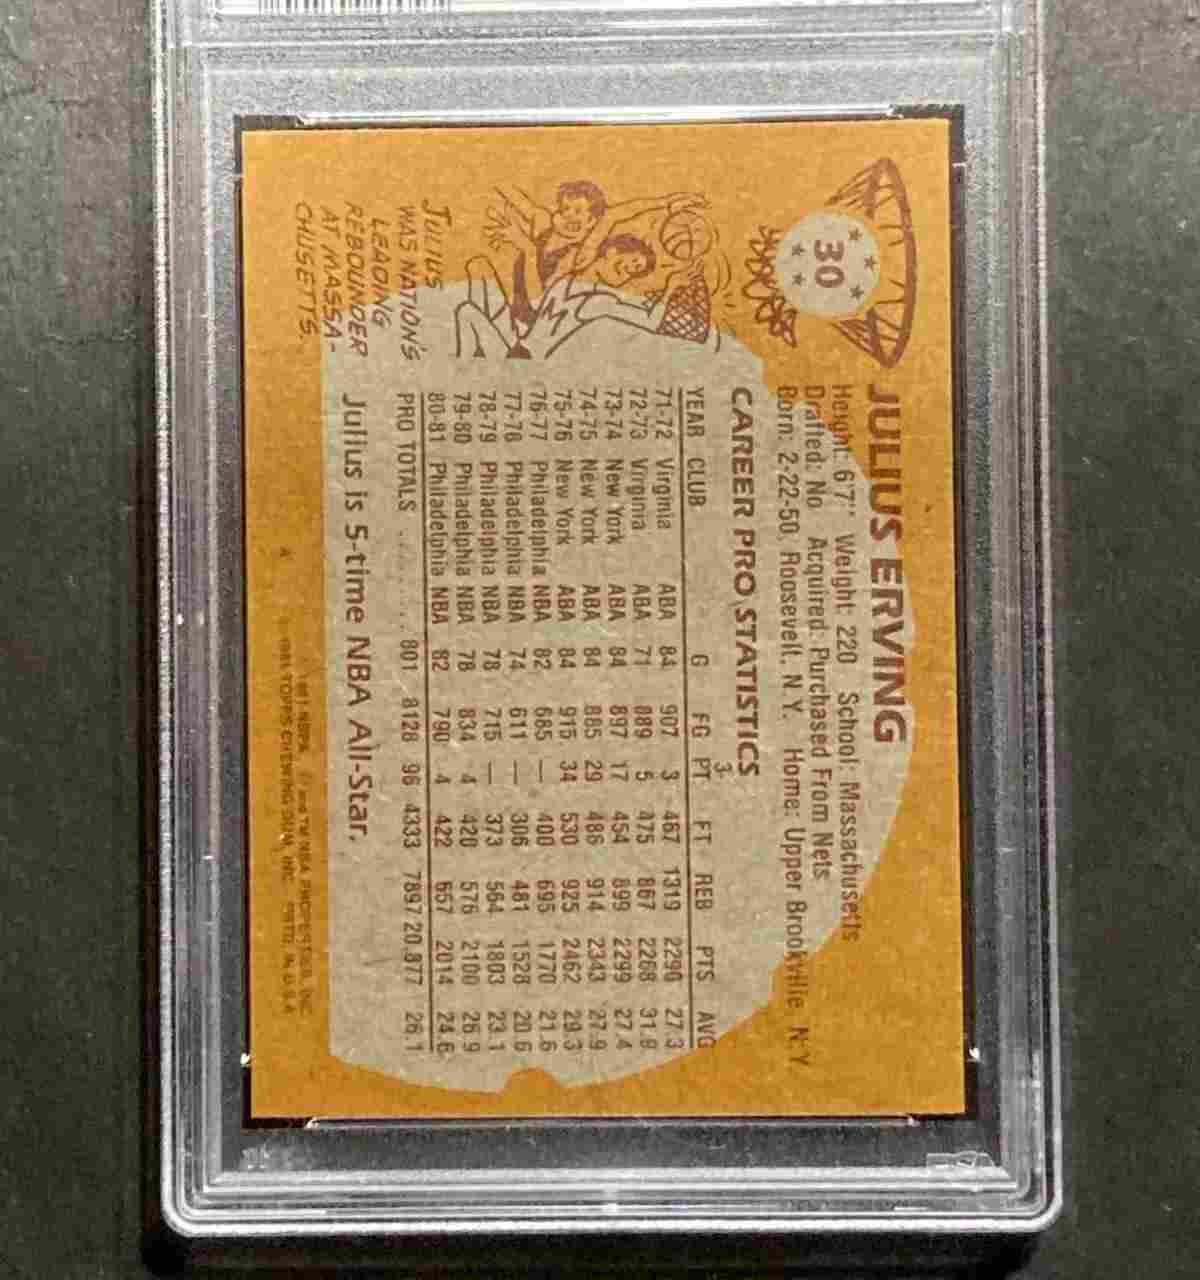 30
JULIUS ERVING
Height: 6'7" Weight: 220 School: Massachusetts
Drafted: No Acquired: Purchased From Nets
Born: 2-22-50, Roosevelt, N.Y. Home: Upper Brookville, N.Y.
CAREER PRO STATISTICS
3-
YEAR CLUB G FG PT FT REB PTS AVG
71-72 Virginia ABA 84 907 3 467 1319 2290 27.3
72-73 Virginia ABA 71 889 5 475 867 2268 31.9
73-74 New York ABA 84 897 17 454 899 2299 27.4
74-75 New York ABA 84 885 29 486 914 2343 27.9
75-76 New York ABA 84 915 34 530 925 2462 29.3
76-77 Philadelphia NBA 82 685 — 400 695 1770 21.6
77-78 Philadelphia NBA 74 611 — 306 481 1528 20.6
78-79 Philadelphia NBA 78 715 — 373 564 1803 23.1
79-80 Philadelphia NBA 78 834 4 420 576 2100 26.9
80-81 Philadelphia NBA 82 790 4 422 657 2014 24.6
PRO TOTALS ........... 801 8128 96 4333 7897 20,877 26.1
Julius is 5-time NBA All-Star.
JULIUS
WAS NATION'S
LEADING
REBOUNDER
AT MASSA-
CHUSETTS.
© 1981 NBPA. TM NBA PROPERTIES, INC.
A © 1981 TOPPS CHEWING GUM, INC. PRTD. IN U.S.A.